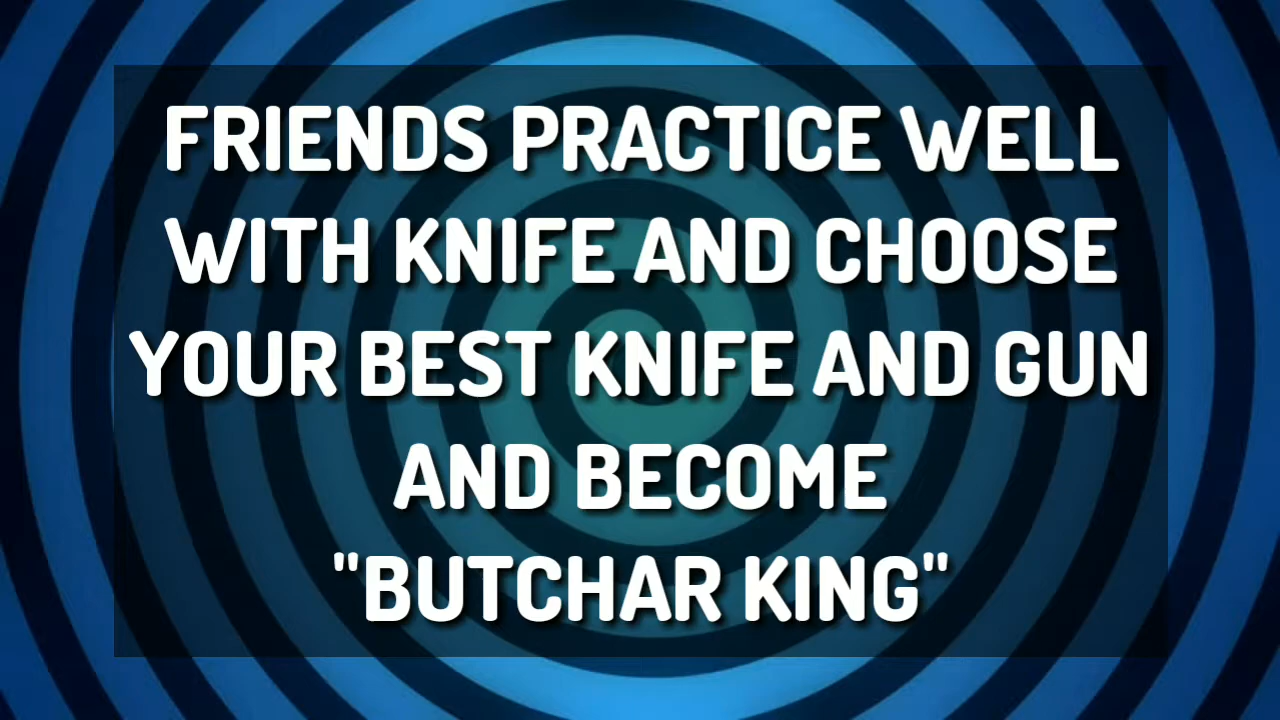 FRIENDS PRACTICE WELL
WITH KNIFE AND CHOOSE
YOUR BEST KNIFE AND GUN
AND BECOME
"BUTCHAR KING"